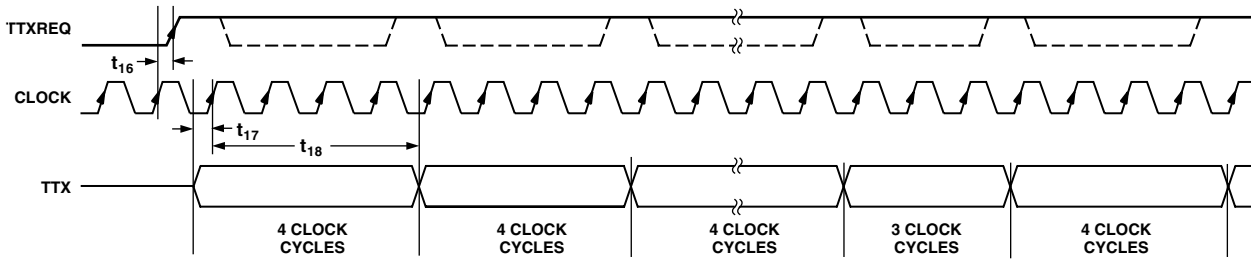 TTXREQ
t16
CLOCK
t17
t18
TTX
4 CLOCK
CYCLES
4 CLOCK
CYCLES
4 CLOCK
CYCLES
3 CLOCK
CYCLES
4 CLOCK
CYCLES